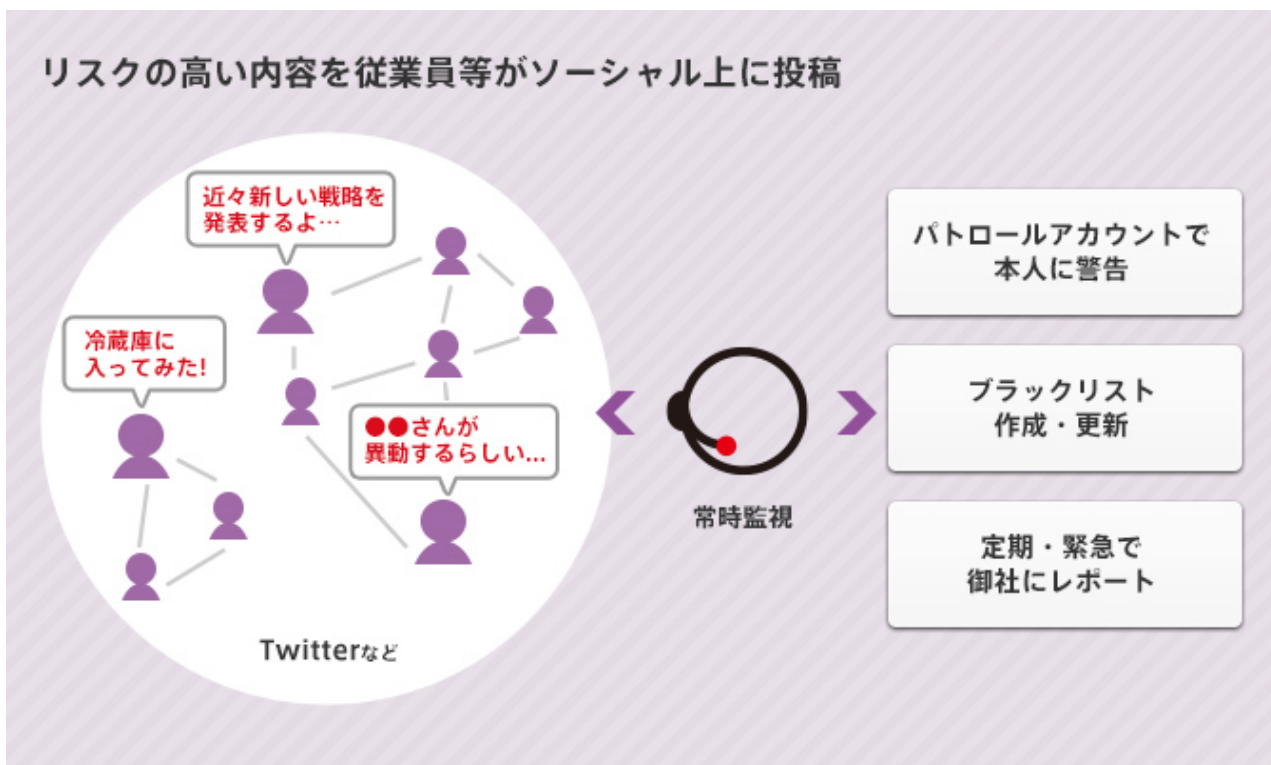 リスクの高い内容を従業員等がソーシャル上に投稿
近々新しい戦略を
発表するよ…
冷蔵庫に
入ってみた!
●●さんが
異動するらしい...
Twitterなど
常時監視
パトロールアカウントで
本人に警告
ブラックリスト
作成・更新
定期・緊急で
御社にレポート